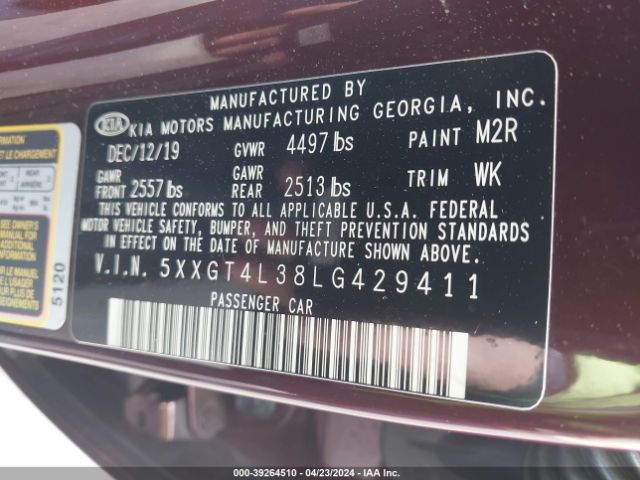 MANUFACTURED BY
KIA KIA MOTORS MANUFACTURING GEORGIA, INC.
DEC/12/19 GVWR 4497 lbs PAINT M2R
GAWR FRONT 2557 lbs GAWR REAR 2513 lbs TRIM WK
THIS VEHICLE CONFORMS TO ALL APPLICABLE U.S.A. FEDERAL
MOTOR VEHICLE SAFETY, BUMPER, AND THEFT PREVENTION STANDARDS
IN EFFECT ON THE DATE OF MANUFACTURE SHOWN ABOVE.
V.I.N. 5XXGT4L38LG429411
PASSENGER CAR
5120
000-39264510 - 04/23/2024 - IAA Inc.